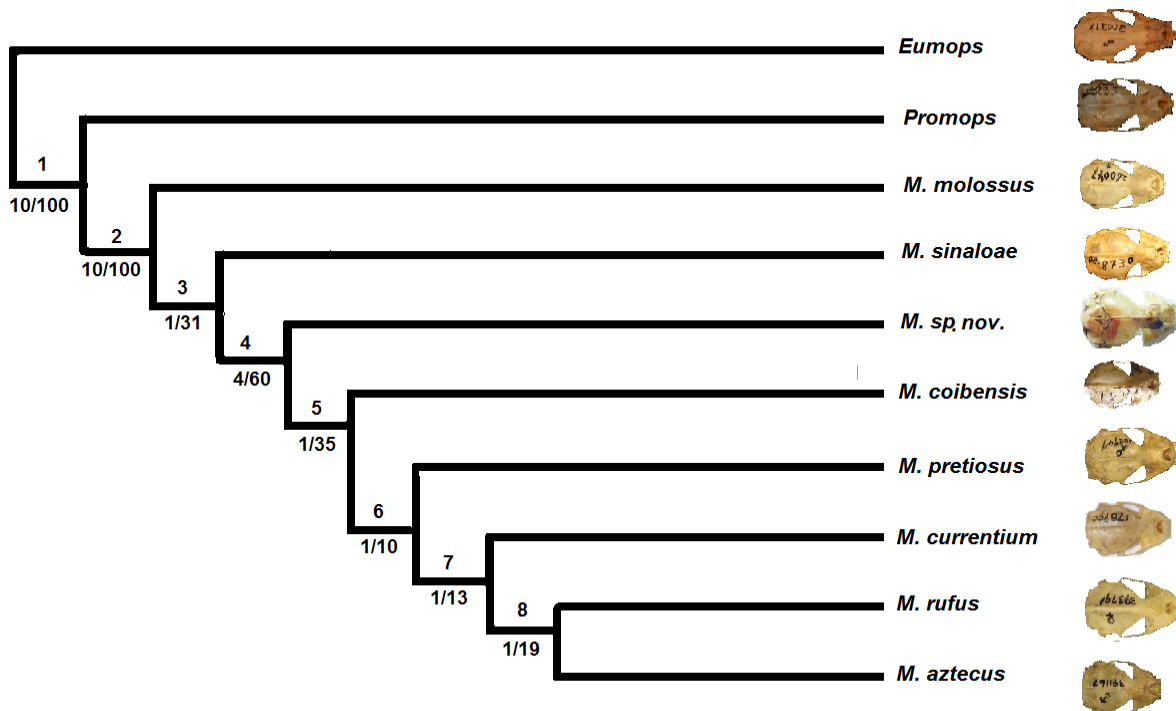 Eumops
Promops
1
10/100
M. molossus
2
10/100
M. sinaloae
3
1/31
M. sp. nov.
4
4/60
M. coibensis
5
1/35
M. pretiosus
6
1/10
M. currentium
7
1/13
M. rufus
8
1/19
M. aztecus